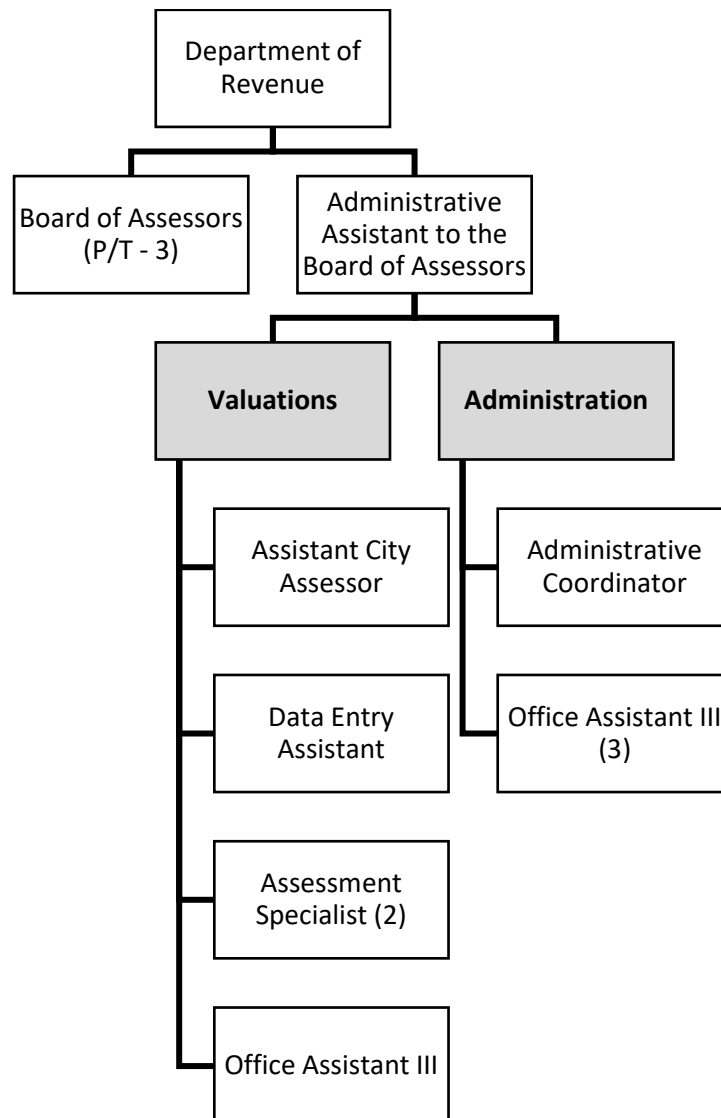 Department of
Revenue
Board of Assessors
(P/T - 3)
Administrative
Assistant to the
Board of Assessors
Valuations
Administration
Assistant City
Assessor
Administrative
Coordinator
Data Entry
Assistant
Office Assistant III
(3)
Assessment
Specialist (2)
Office Assistant III